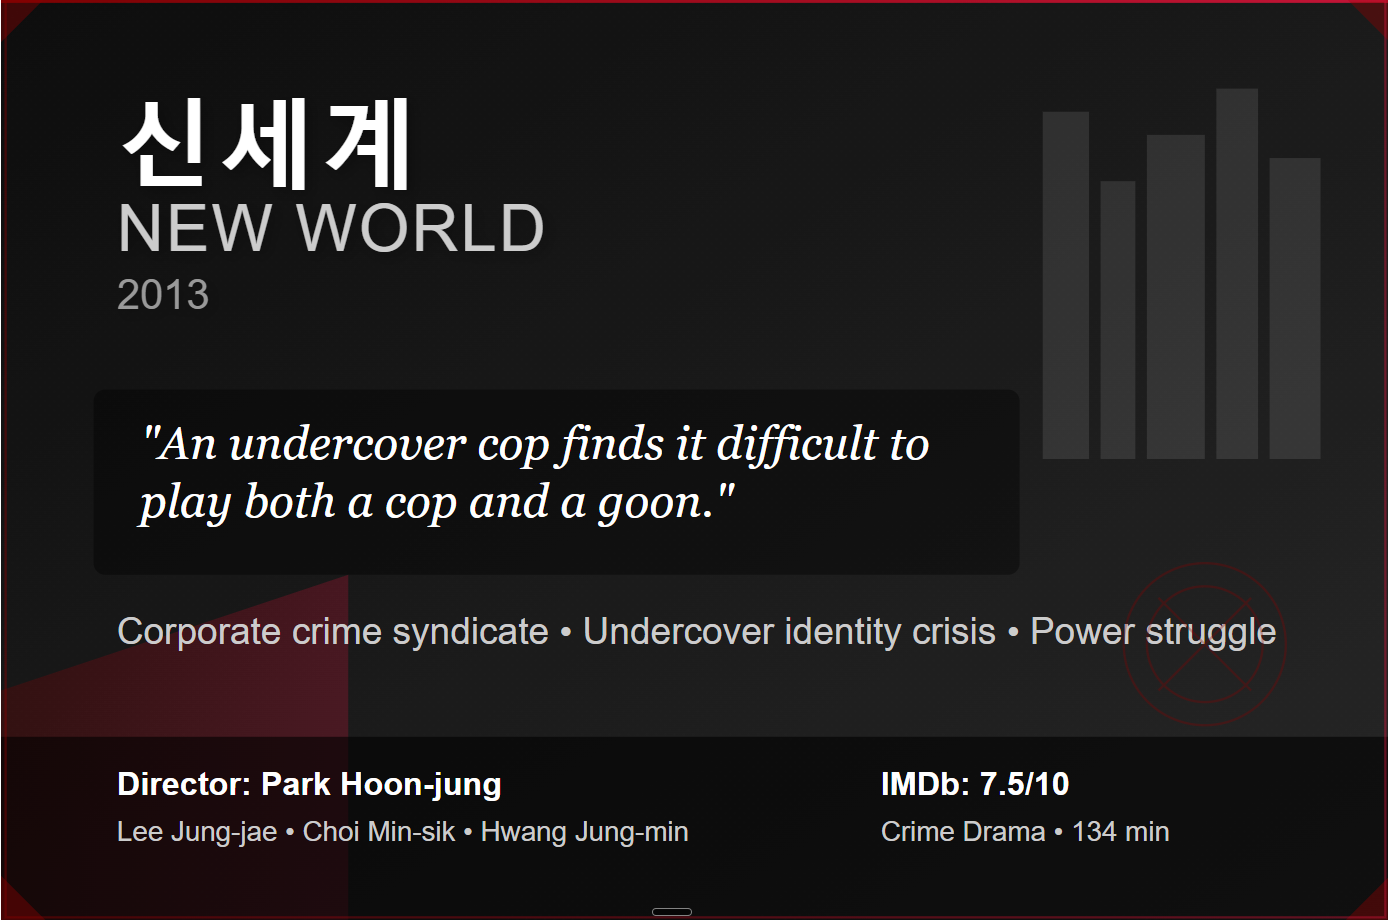 신세계
NEW WORLD
2013
"An undercover cop finds it difficult to
play both a cop and a goon."
Corporate crime syndicate • Undercover identity crisis • Power struggle
Director: Park Hoon-jung
Lee Jung-jae • Choi Min-sik • Hwang Jung-min
IMDb: 7.5/10
Crime Drama • 134 min